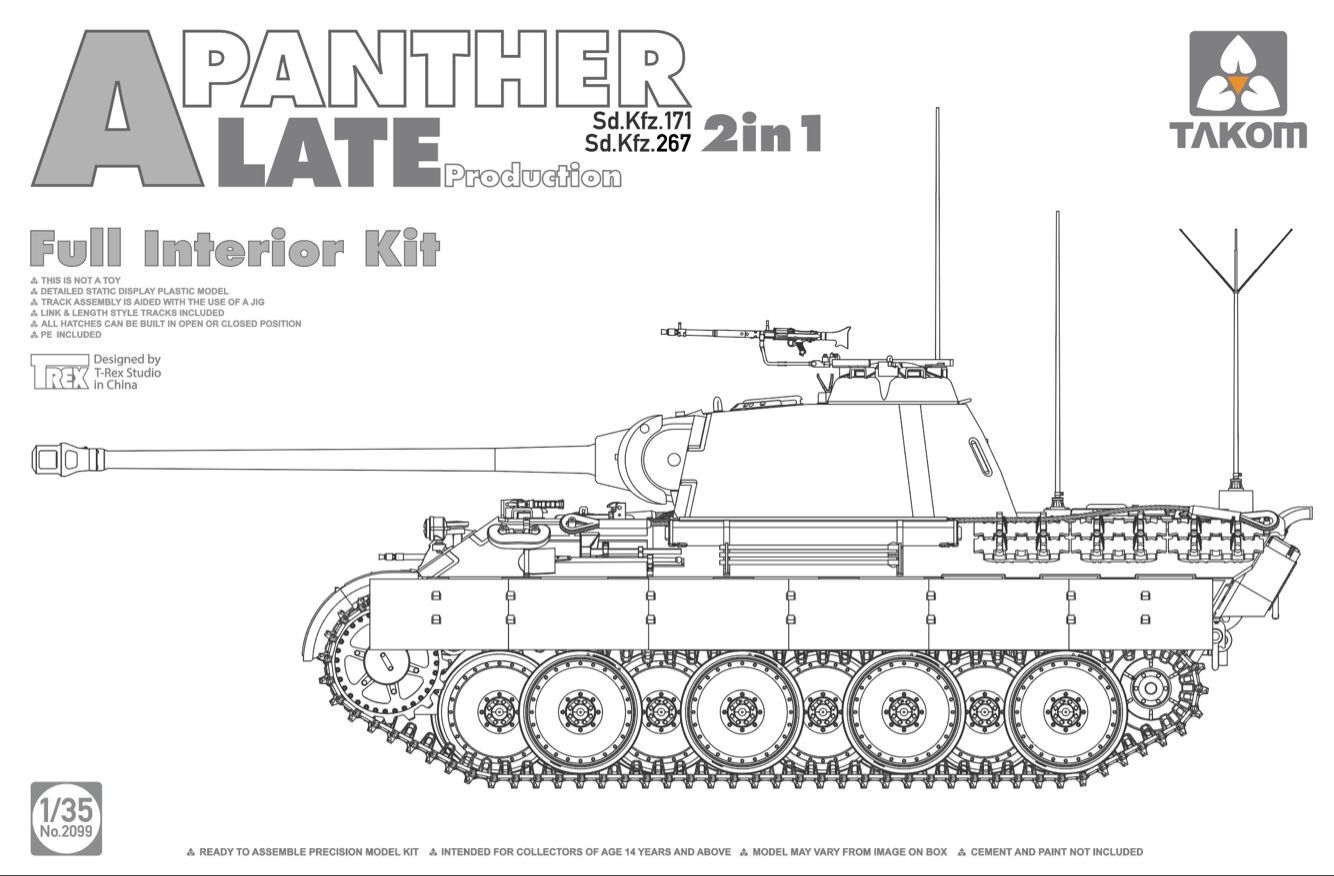 A PANTHER
Sd.Kfz.171
Sd.Kfz.267
2in1
LATE Production
TAKOM
Full Interior Kit
THIS IS NOT A TOY
DETAILED STATIC DISPLAY PLASTIC MODEL
TRACK ASSEMBLY IS AIDED WITH THE USE OF A JIG
LINK & LENGTH STYLE TRACKS INCLUDED
ALL HATCHES CAN BE BUILT IN OPEN OR CLOSED POSITION
PE INCLUDED
TREX
Designed by
T-Rex Studio
in China
1/35
No.2099
READY TO ASSEMBLE PRECISION MODEL KIT INTENDED FOR COLLECTORS OF AGE 14 YEARS AND ABOVE MODEL MAY VARY FROM IMAGE ON BOX CEMENT AND PAINT NOT INCLUDED